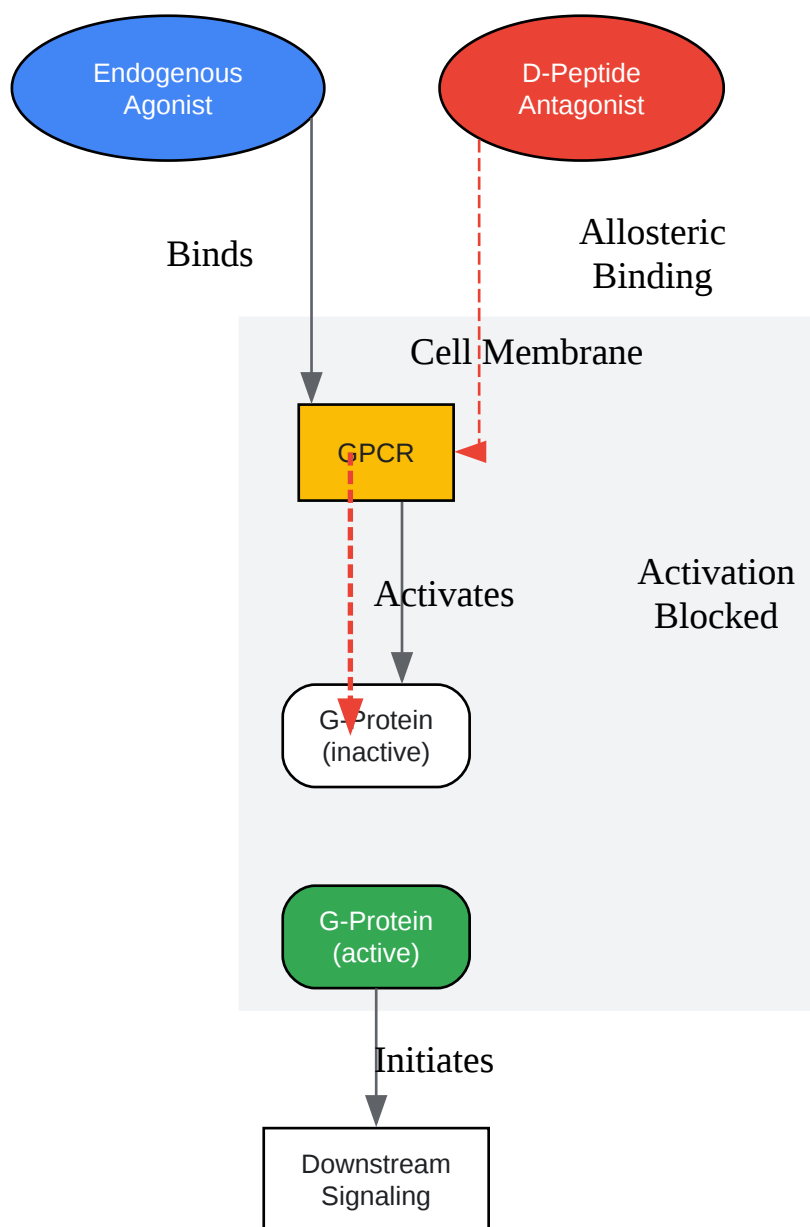 Endogenous
Agonist
D-Peptide
Antagonist
Binds
Allosteric
Binding
Cell Membrane
GPCR
Activates
Activation
Blocked
G-Protein
(inactive)
G-Protein
(active)
Initiates
Downstream
Signaling